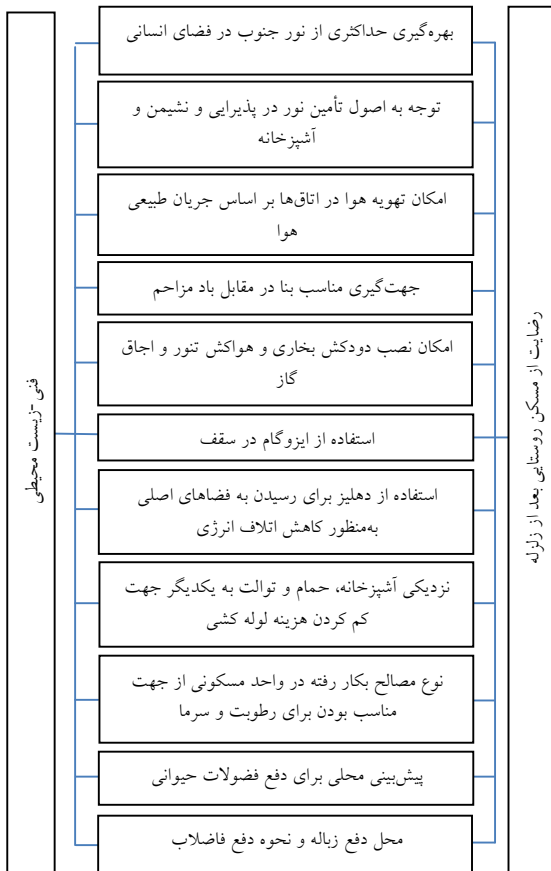 رضایت از مسکن روستایی بعد از زلزله
بهره‌گیری حداکثری از نور جنوب در فضای انسانی
توجه به اصول تأمین نور در پذیرایی و نشیمن و
آشپزخانه
امکان تهویه هوا در اتاق‌ها بر اساس جریان طبیعی
هوا
جهت‌گیری مناسب بنا در مقابل باد مزاحم
امکان نصب دودکش بخاری و هواکش تنور و اجاق
گاز
استفاده از ایزوگام در سقف
استفاده از دهلیز برای رسیدن به فضاهای اصلی
به‌منظور کاهش اتلاف انرژی
نزدیکی آشپزخانه، حمام و توالت به یکدیگر جهت
کم کردن هزینه لوله کشی
نوع مصالح بکار رفته در واحد مسکونی از جهت
مناسب بودن برای رطوبت و سرما
پیش‌بینی محلی برای دفع فضولات حیوانی
محل دفع زباله و نحوه دفع فاضلاب
فنی -زیست محیطی